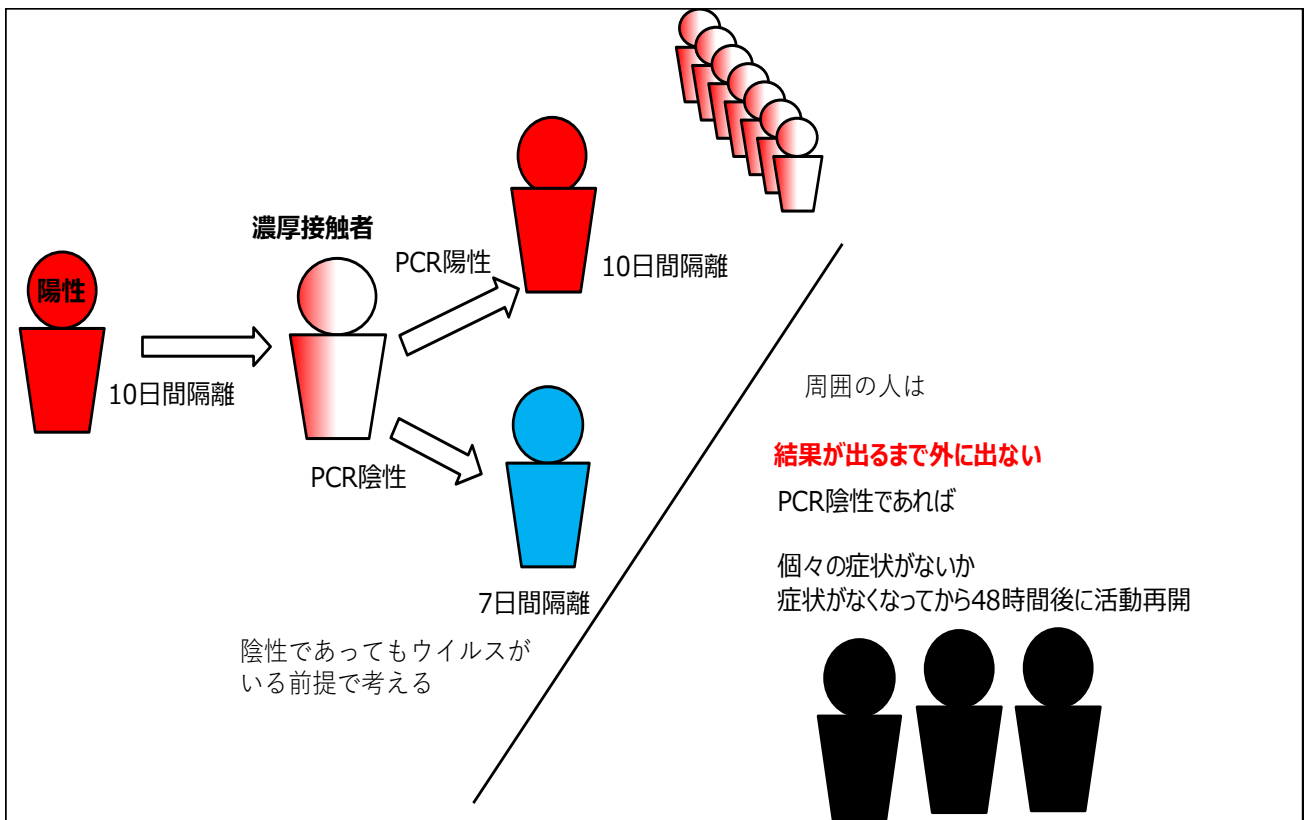 濃厚接触者
陽性
10日間隔離
PCR陽性
10日間隔離
PCR陰性
7日間隔離
陰性であってもウイルスが
いる前提で考える
周囲の人は
結果が出るまで外に出ない
PCR陰性であれば
個々の症状がないか
症状がなくなってから48時間後に活動再開